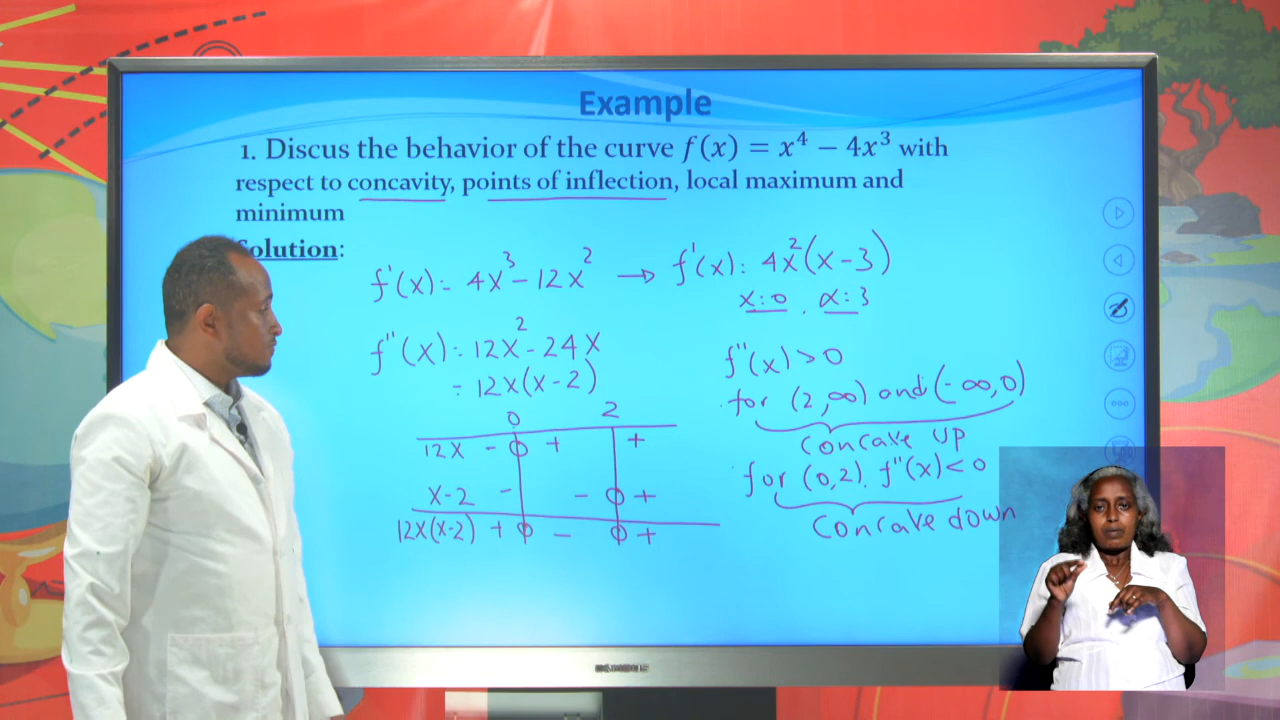 Example
1. Discus the behavior of the curve f(x) = x⁴ − 4x³ with
respect to concavity, points of inflection, local maximum and
minimum
Solution:
f'(x) = 4x³ − 12x² → f'(x) = 4x²(x−3)
x=0 . x=3
f''(x) = 12x² − 24x
= 12x(x−2)
0 2
12x − 0 + +
x−2 − − 0 +
12x(x−2) + 0 − 0 +
f''(x) > 0
for (2,∞) and (−∞,0)
concave up
for (0,2), f''(x) < 0
concave down